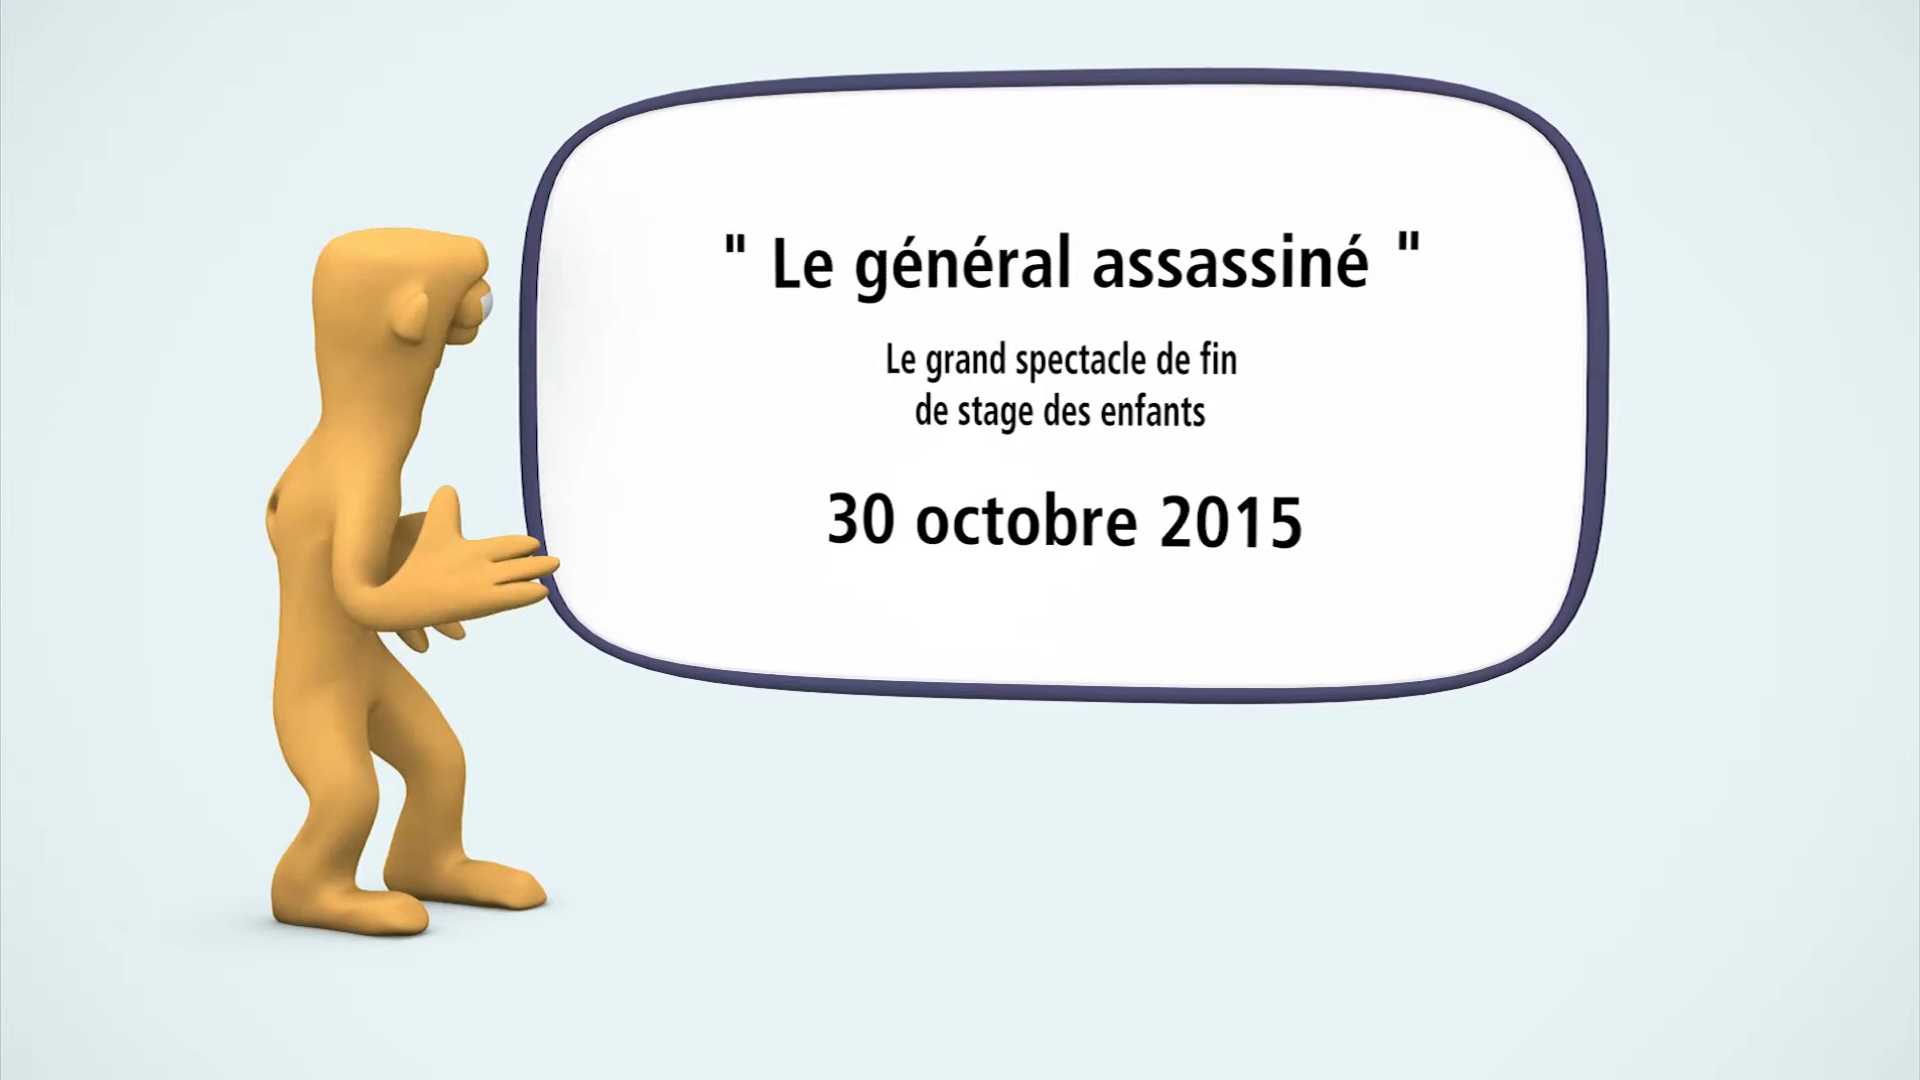 " Le général assassiné "
Le grand spectacle de fin
de stage des enfants
30 octobre 2015